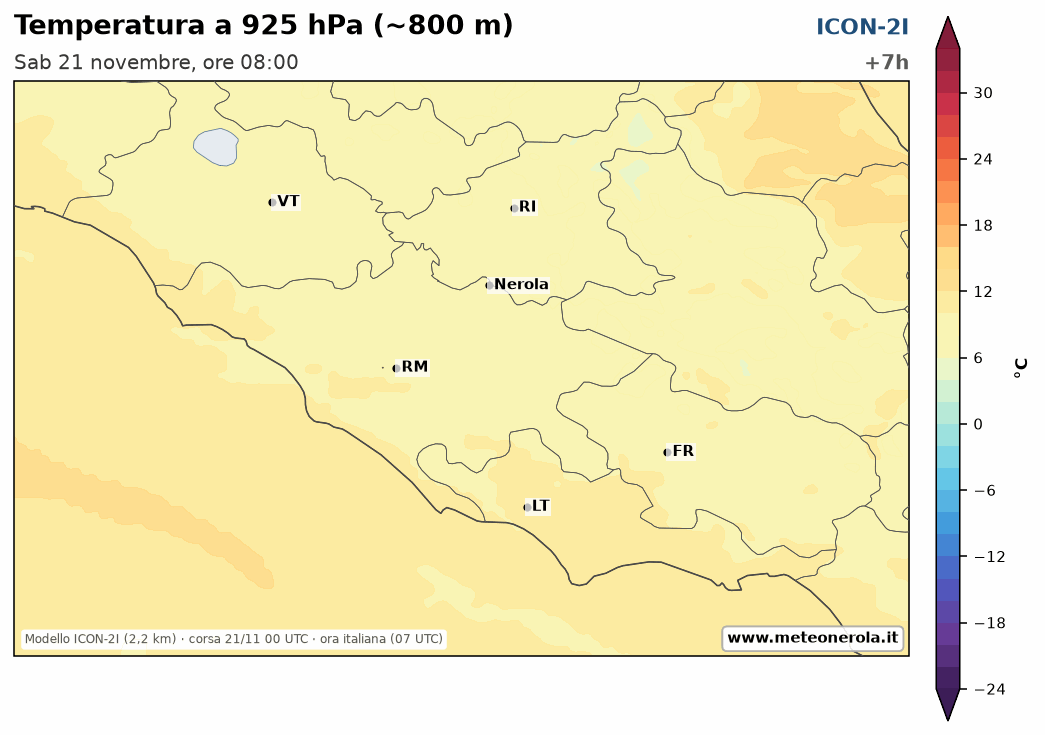 Temperatura a 925 hPa (~800 m)
ICON-2I
Sab 21 novembre, ore 08:00
+7h
VT
RI
Nerola
RM
FR
LT
30
24
18
12
6
0
−6
−12
−18
−24
°C
Modello ICON-2I (2,2 km) · corsa 21/11 00 UTC · ora italiana (07 UTC)
www.meteonerola.it